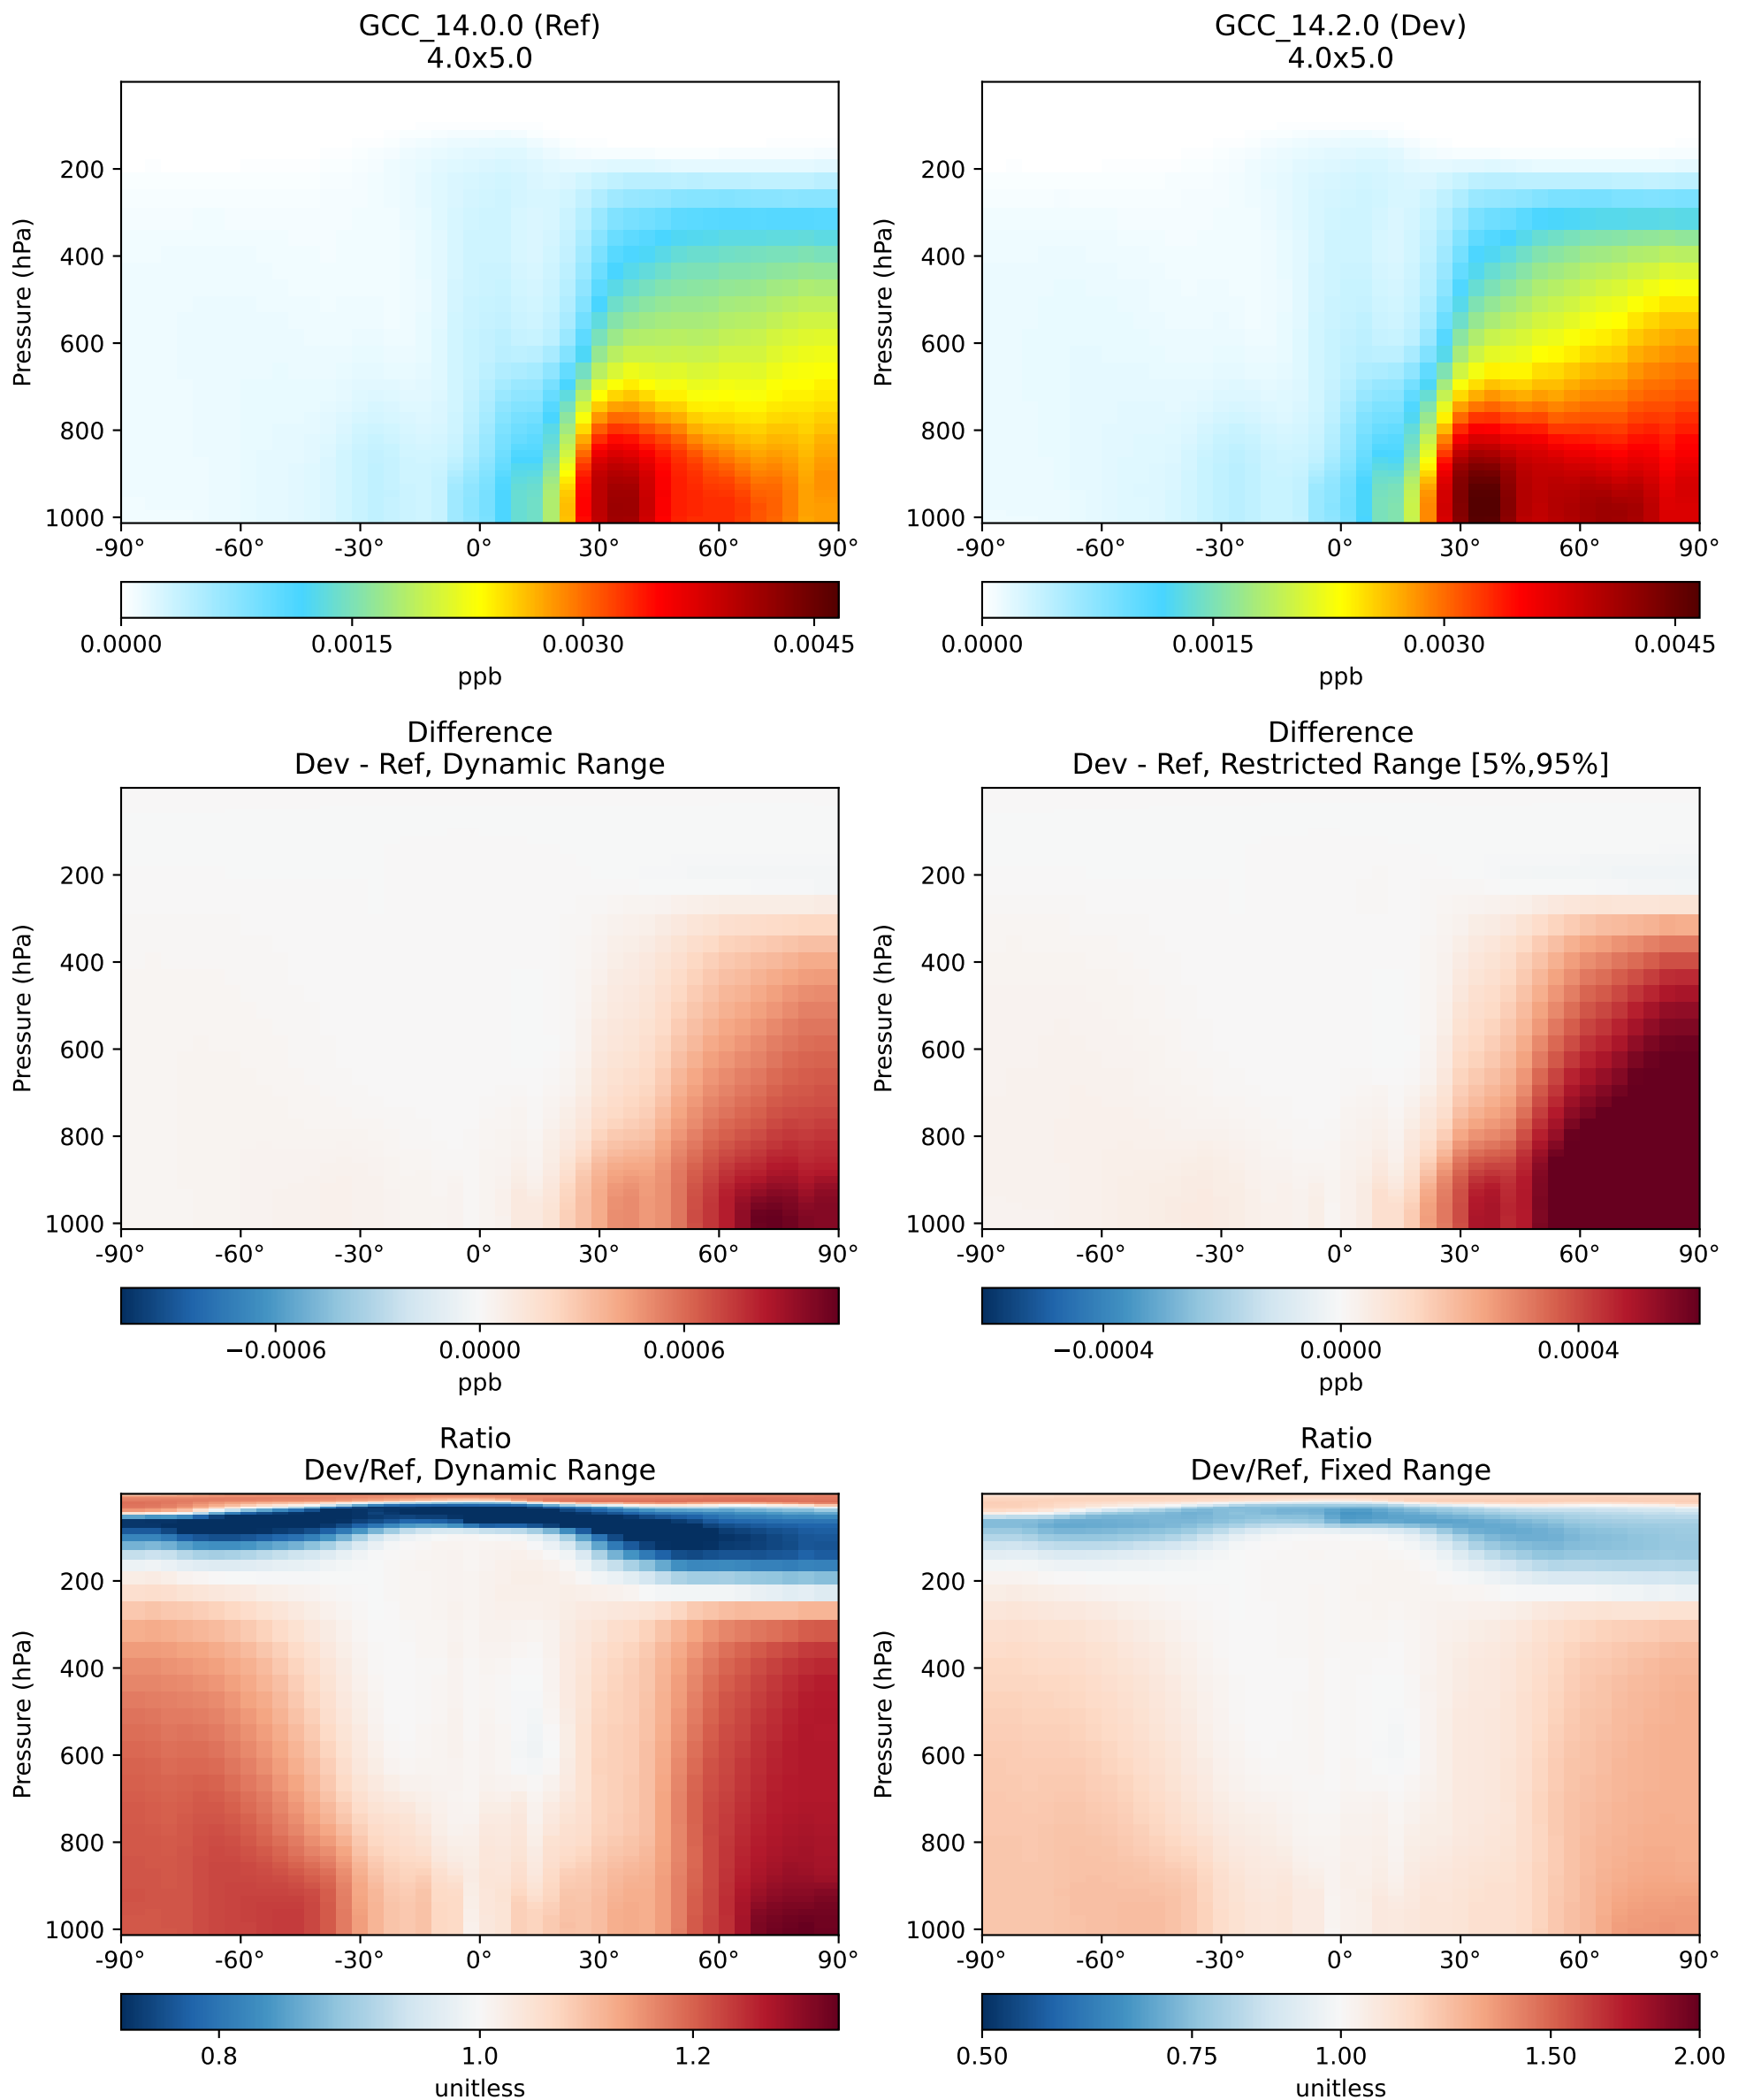 GCC_14.0.0 (Ref)
4.0x5.0
GCC_14.2.0 (Dev)
4.0x5.0
Pressure (hPa)
200
400
600
800
1000
-90° -60° -30° 0° 30° 60° 90°
0.0000 0.0015 0.0030 0.0045
ppb
Pressure (hPa)
200
400
600
800
1000
-90° -60° -30° 0° 30° 60° 90°
0.0000 0.0015 0.0030 0.0045
ppb
Difference
Dev - Ref, Dynamic Range
Difference
Dev - Ref, Restricted Range [5%,95%]
Pressure (hPa)
200
400
600
800
1000
-90° -60° -30° 0° 30° 60° 90°
−0.0006 0.0000 0.0006
ppb
Pressure (hPa)
200
400
600
800
1000
-90° -60° -30° 0° 30° 60° 90°
−0.0004 0.0000 0.0004
ppb
Ratio
Dev/Ref, Dynamic Range
Ratio
Dev/Ref, Fixed Range
Pressure (hPa)
200
400
600
800
1000
-90° -60° -30° 0° 30° 60° 90°
0.8 1.0 1.2
unitless
Pressure (hPa)
200
400
600
800
1000
-90° -60° -30° 0° 30° 60° 90°
0.50 0.75 1.00 1.50 2.00
unitless